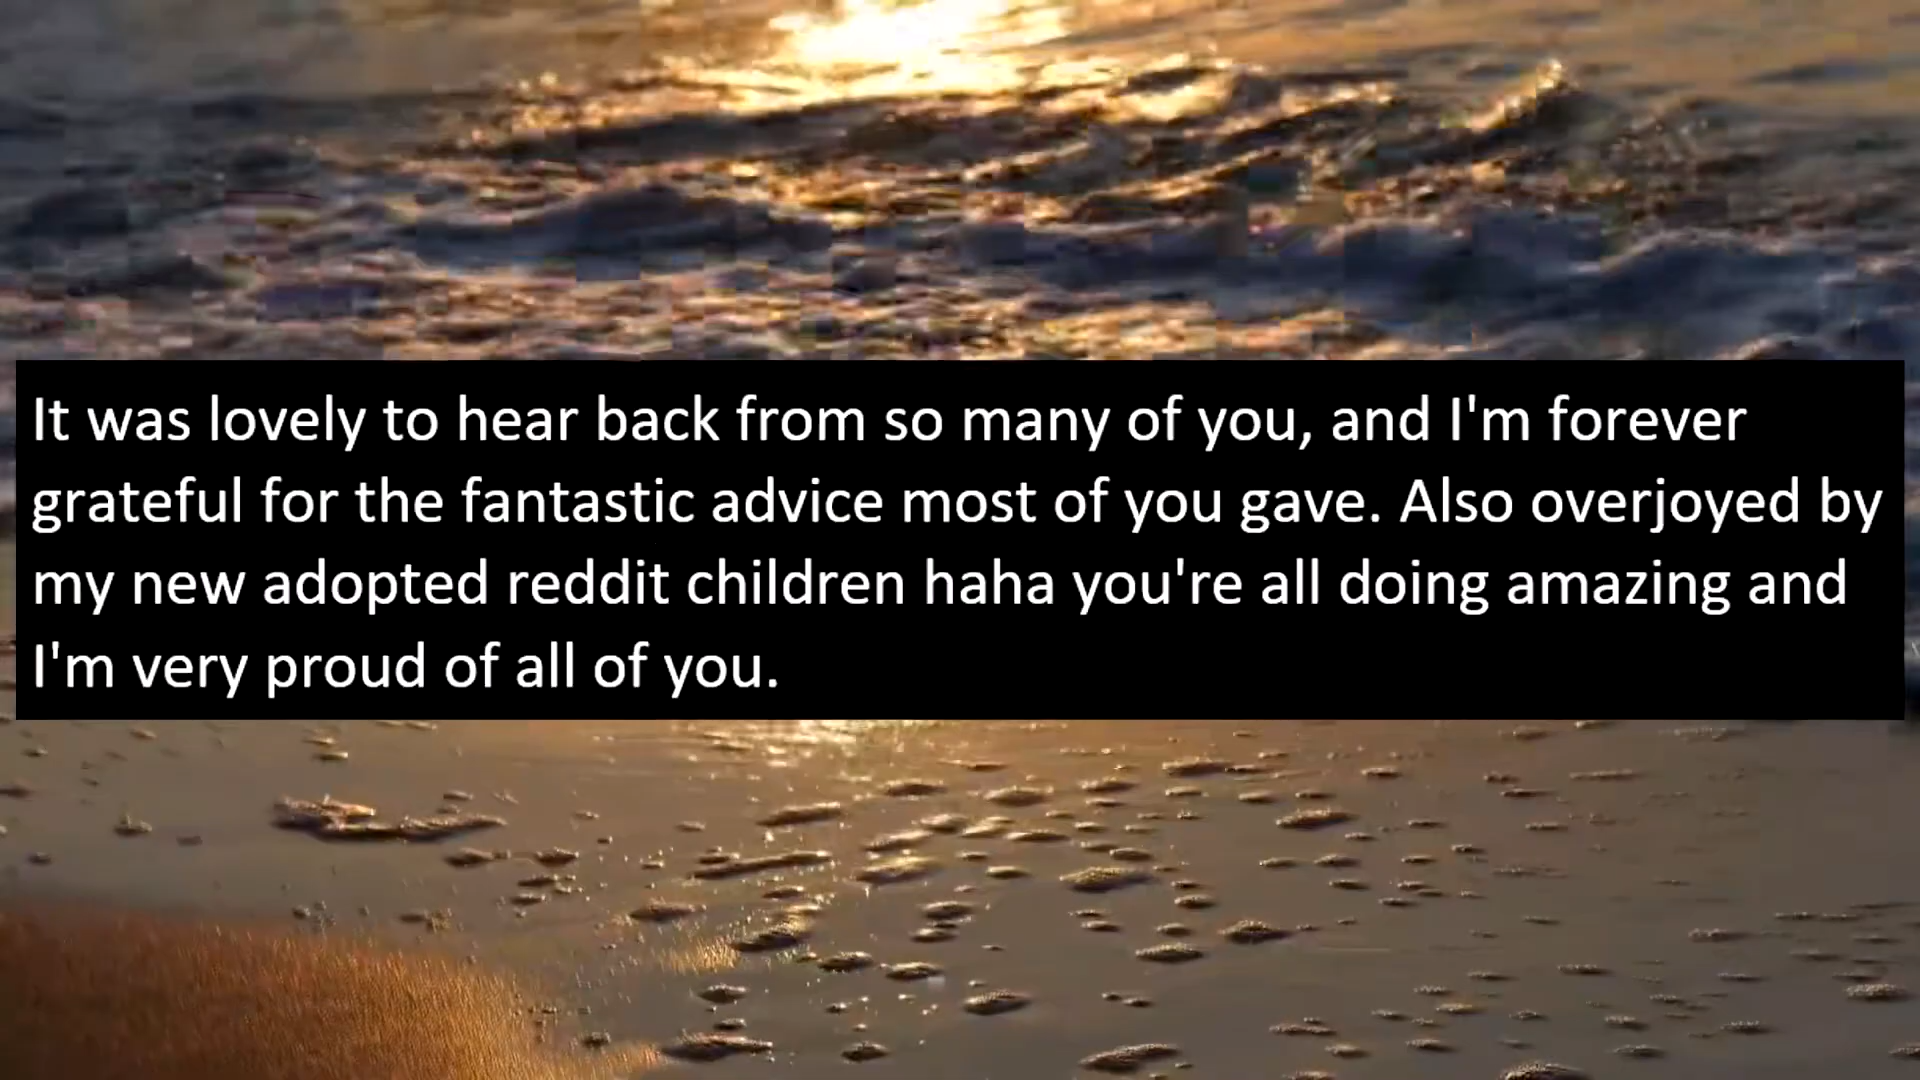 It was lovely to hear back from so many of you, and I'm forever
grateful for the fantastic advice most of you gave. Also overjoyed by
my new adopted reddit children haha you're all doing amazing and
I'm very proud of all of you.